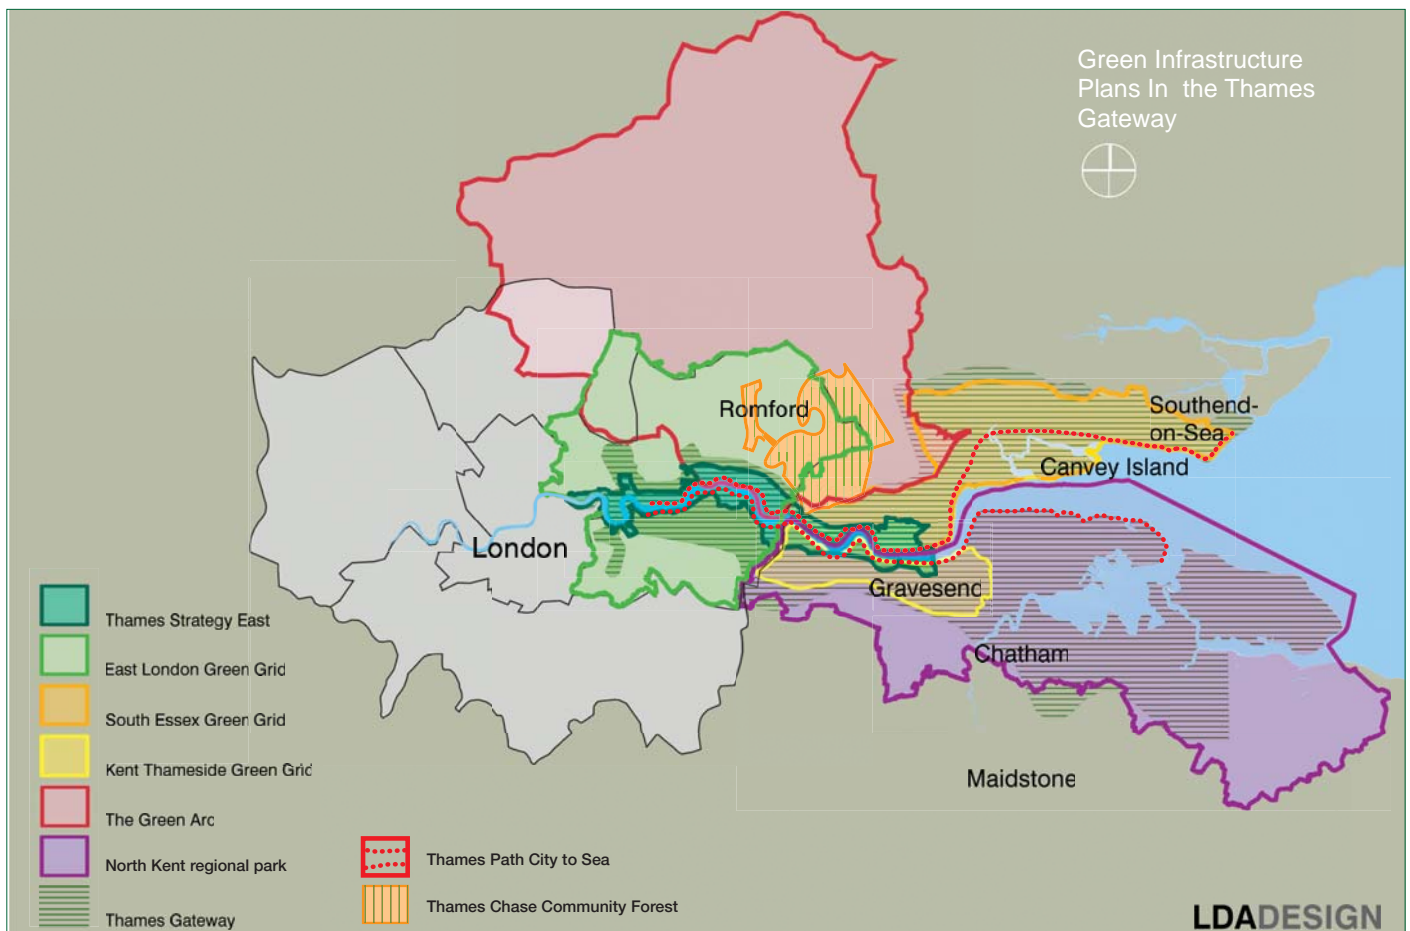 Green Infrastructure
Plans In the Thames
Gateway
Romford
Southend-
on-Sea
Canvey Island
London
Gravesend
Chatham
Maidstone
Thames Strategy East
East London Green Grid
South Essex Green Grid
Kent Thameside Green Grid
The Green Arc
North Kent regional park
Thames Gateway
Thames Path City to Sea
Thames Chase Community Forest
LDADESIGN